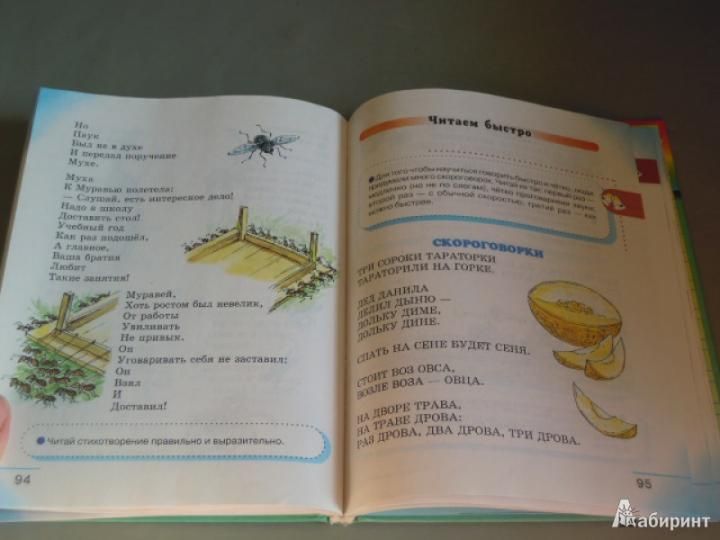 Но
Паук
Был не в духе
И передал поручение
Мухе.
Муха
К Муравью полетела:
— Слушай, есть интересное дело!
Надо в школу
Доставить стол!
Учебный год
Как раз подошёл,
А главное,
Ваша братия
Любит
Такие занятия!
Муравей,
Хоть ростом был невелик,
От работы
Увиливать
Не привык.
Он
Уговаривать себя не заставил:
Он
Взял
И
Доставил!
Читай стихотворение правильно и выразительно.
94
Читаем быстро
Для того чтобы научиться говорить быстро и чётко, люди
придумали много скороговорок. Читай их так: первый раз —
медленно (но не по слогам), чётко проговаривая звуки;
второй раз — с обычной скоростью; третий раз — как
можно быстрее.
СКОРОГОВОРКИ
ТРИ СОРОКИ ТАРАТОРКИ
ТАРАТОРИЛИ НА ГОРКЕ.
ДЕД ДАНИЛА
ДЕЛИЛ ДЫНЮ —
ДОЛЬКУ ДИМЕ,
ДОЛЬКУ ДИНЕ.
СПАТЬ НА СЕНЕ БУДЕТ СЕНЯ.
СТОИТ ВОЗ ОВСА,
ВОЗЛЕ ВОЗА — ОВЦА.
НА ДВОРЕ ТРАВА,
НА ТРАВЕ ДРОВА:
РАЗ ДРОВА, ДВА ДРОВА, ТРИ ДРОВА.
95
Лабиринт